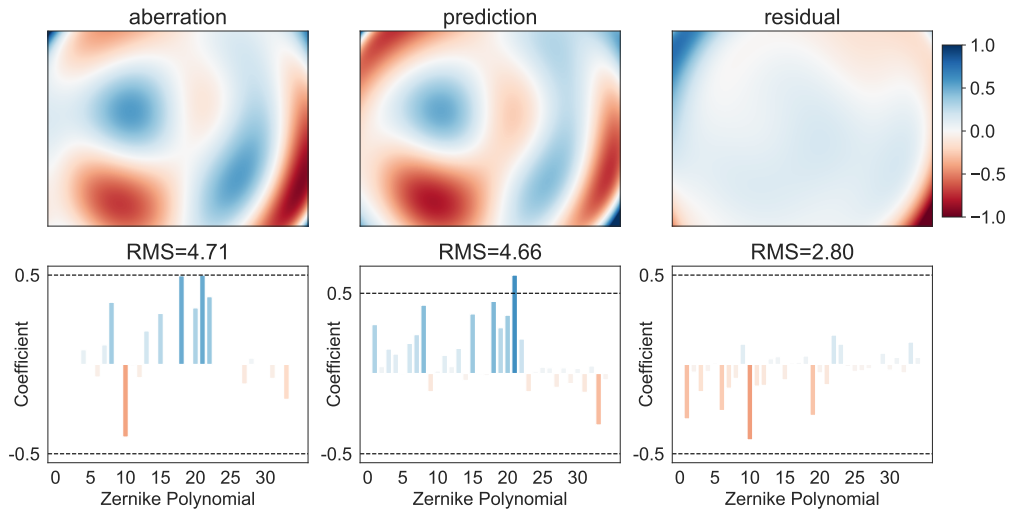 aberration
prediction
residual
1.0
0.5
0.0
−0.5
−1.0
RMS=4.71
RMS=4.66
RMS=2.80
0.5
-0.5
Coefficient
0 5 10 15 20 25 30
Zernike Polynomial
0.5
-0.5
Coefficient
0 5 10 15 20 25 30
Zernike Polynomial
0.5
-0.5
Coefficient
0 5 10 15 20 25 30
Zernike Polynomial